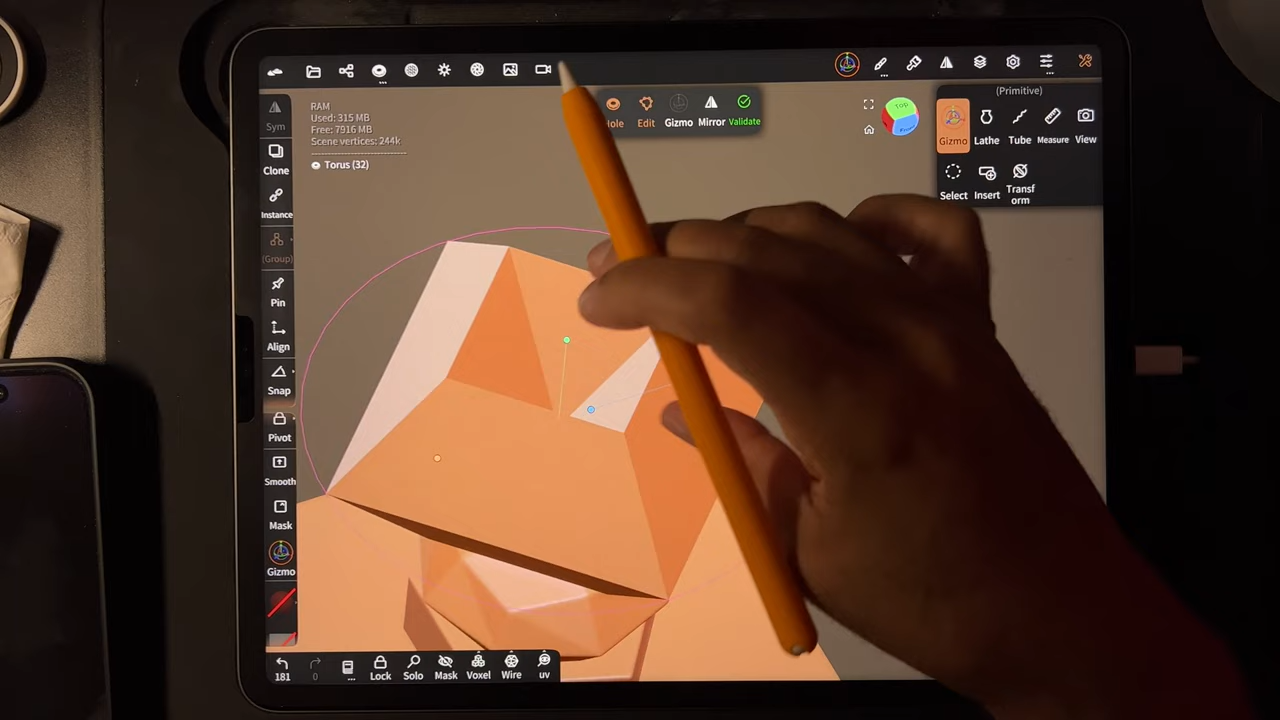 (Primitive)
RAM
Used: 315 MB
Free: 7916 MB
Scene vertices: 244k
Torus (32)
Edit
Gizmo
Mirror
Validate
Top
Front
Gizmo
Lathe
Tube
Measure
View
Select
Insert
Transf
orm
Sym
Clone
Instance
(Group)
Pin
Align
Snap
Pivot
Smooth
Mask
Gizmo
181
0
Lock
Solo
Mask
Voxel
Wire
uv